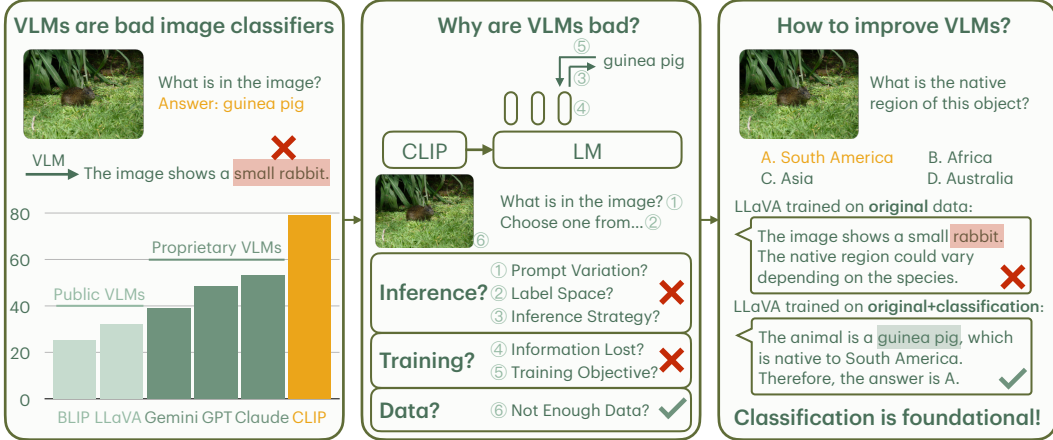 VLMs are bad image classifiers
What is in the image?
Answer: guinea pig
VLM
The image shows a small rabbit.
80
60
40
20
0
Proprietary VLMs
Public VLMs
BLIP LLaVA Gemini GPT Claude CLIP
Why are VLMs bad?
⑤
guinea pig
③
④
CLIP
LM
What is in the image? ①
Choose one from... ②
⑥
Inference?
① Prompt Variation?
② Label Space?
③ Inference Strategy?
Training?
④ Information Lost?
⑤ Training Objective?
Data?
⑥ Not Enough Data?
How to improve VLMs?
What is the native
region of this object?
A. South America B. Africa
C. Asia D. Australia
LLaVA trained on original data:
The image shows a small rabbit.
The native region could vary
depending on the species.
LLaVA trained on original+classification:
The animal is a guinea pig, which
is native to South America.
Therefore, the answer is A.
Classification is foundational!